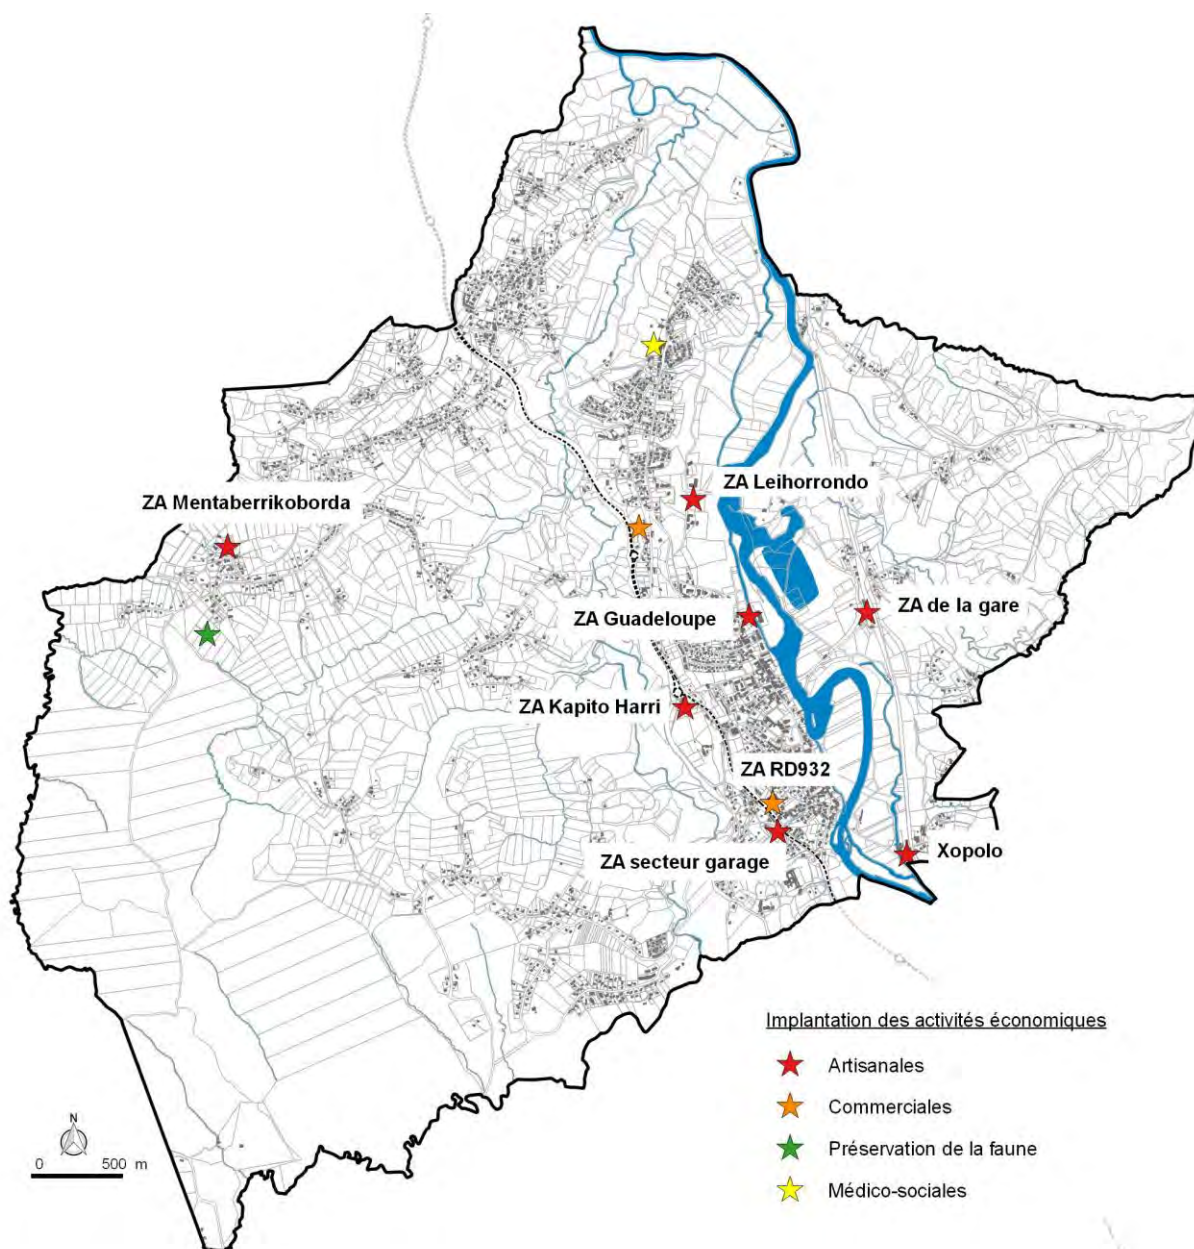 ZA Leihorrondo
ZA Mentaberrikoborda
ZA Guadeloupe
ZA de la gare
ZA Kapito Harri
ZA RD932
ZA secteur garage
Xopolo
Implantation des activités économiques
Artisanales
Commerciales
Préservation de la faune
Médico-sociales
N
0 500 m